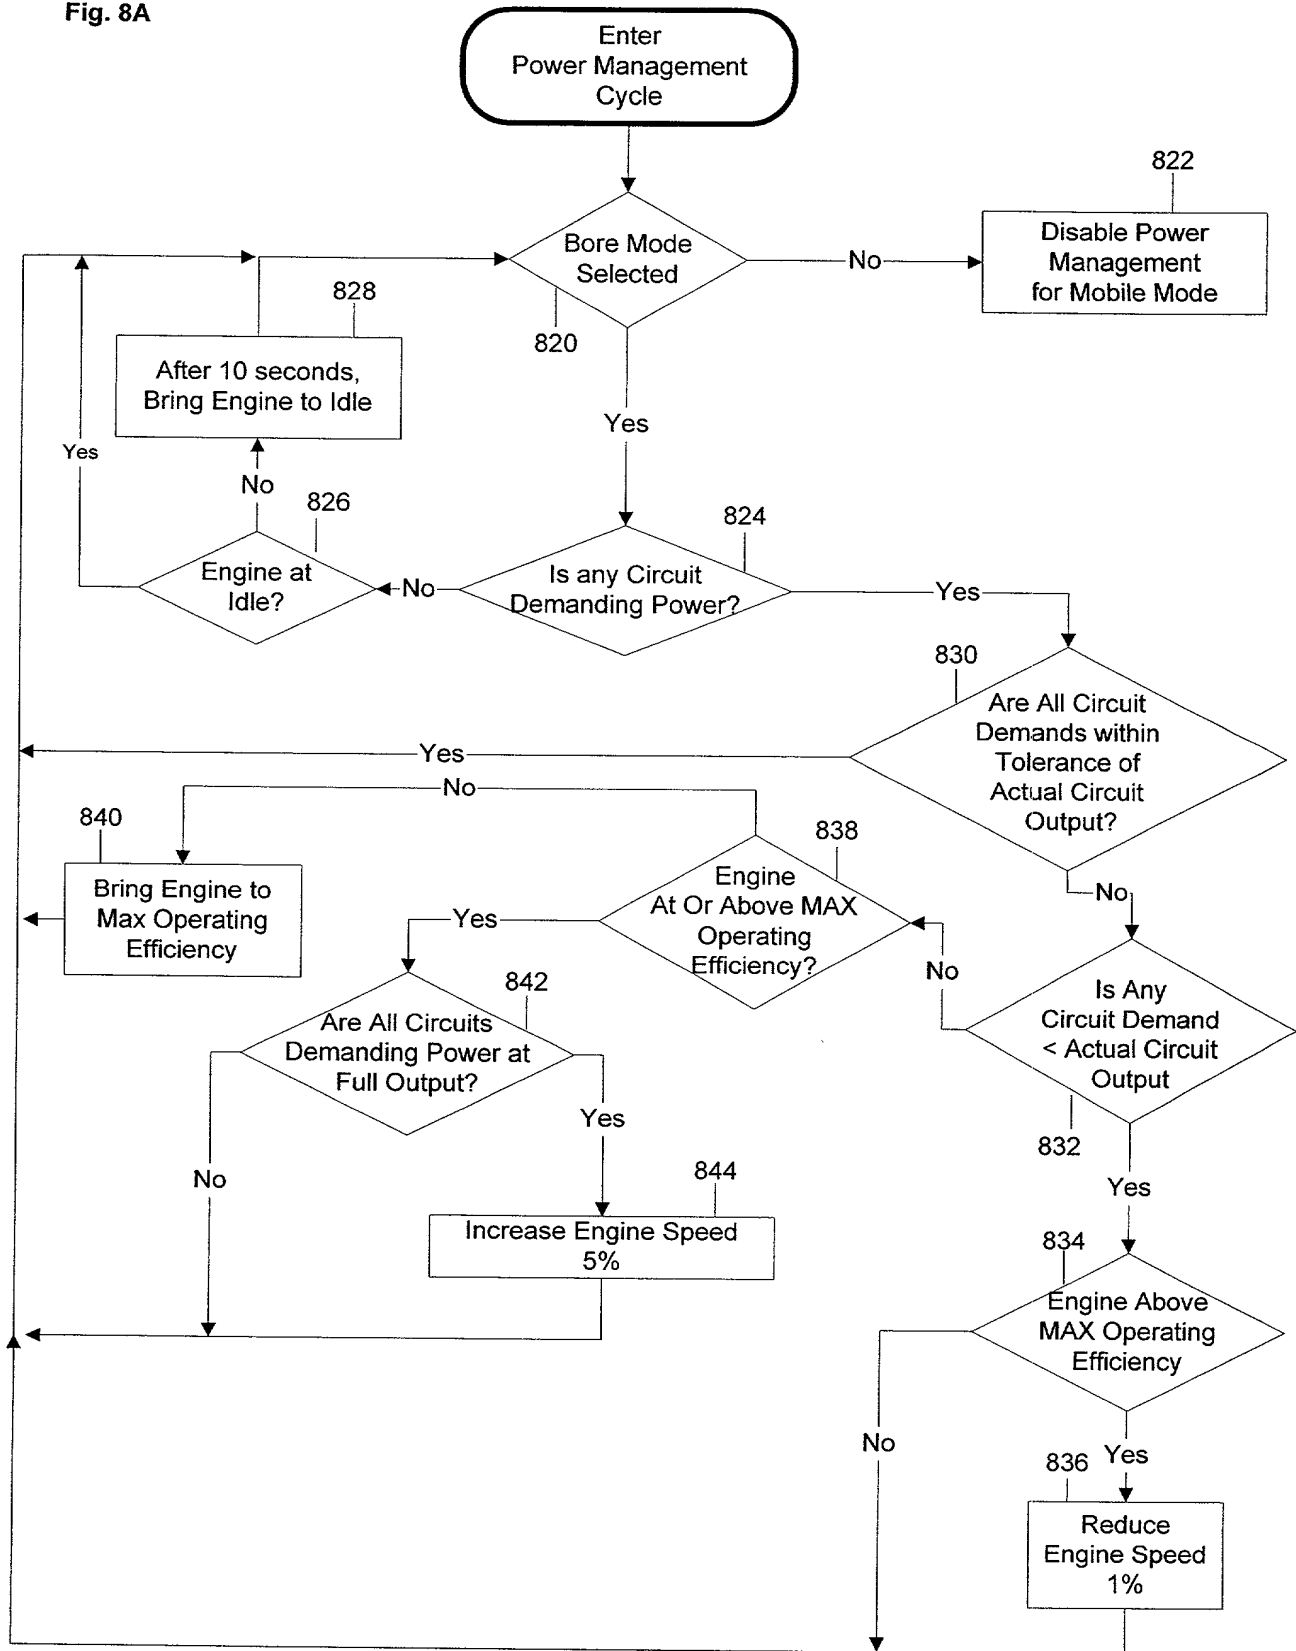 Fig. 8A
Enter
Power Management
Cycle
822
Bore Mode
Selected
No
Disable Power
Management
for Mobile Mode
828
820
After 10 seconds,
Bring Engine to Idle
Yes
Yes
No
826
824
Engine at
Idle?
No
Is any Circuit
Demanding Power?
Yes
830
Are All Circuit
Demands within
Tolerance of
Actual Circuit
Output?
Yes
No
840
838
Bring Engine to
Max Operating
Efficiency
Engine
At Or Above MAX
Operating
Efficiency?
No
Yes
No
842
Is Any
Circuit Demand
< Actual Circuit
Output
Are All Circuits
Demanding Power at
Full Output?
Yes
832
No
844
Yes
Increase Engine Speed
5%
834
Engine Above
MAX Operating
Efficiency
No
Yes
836
Reduce
Engine Speed
1%